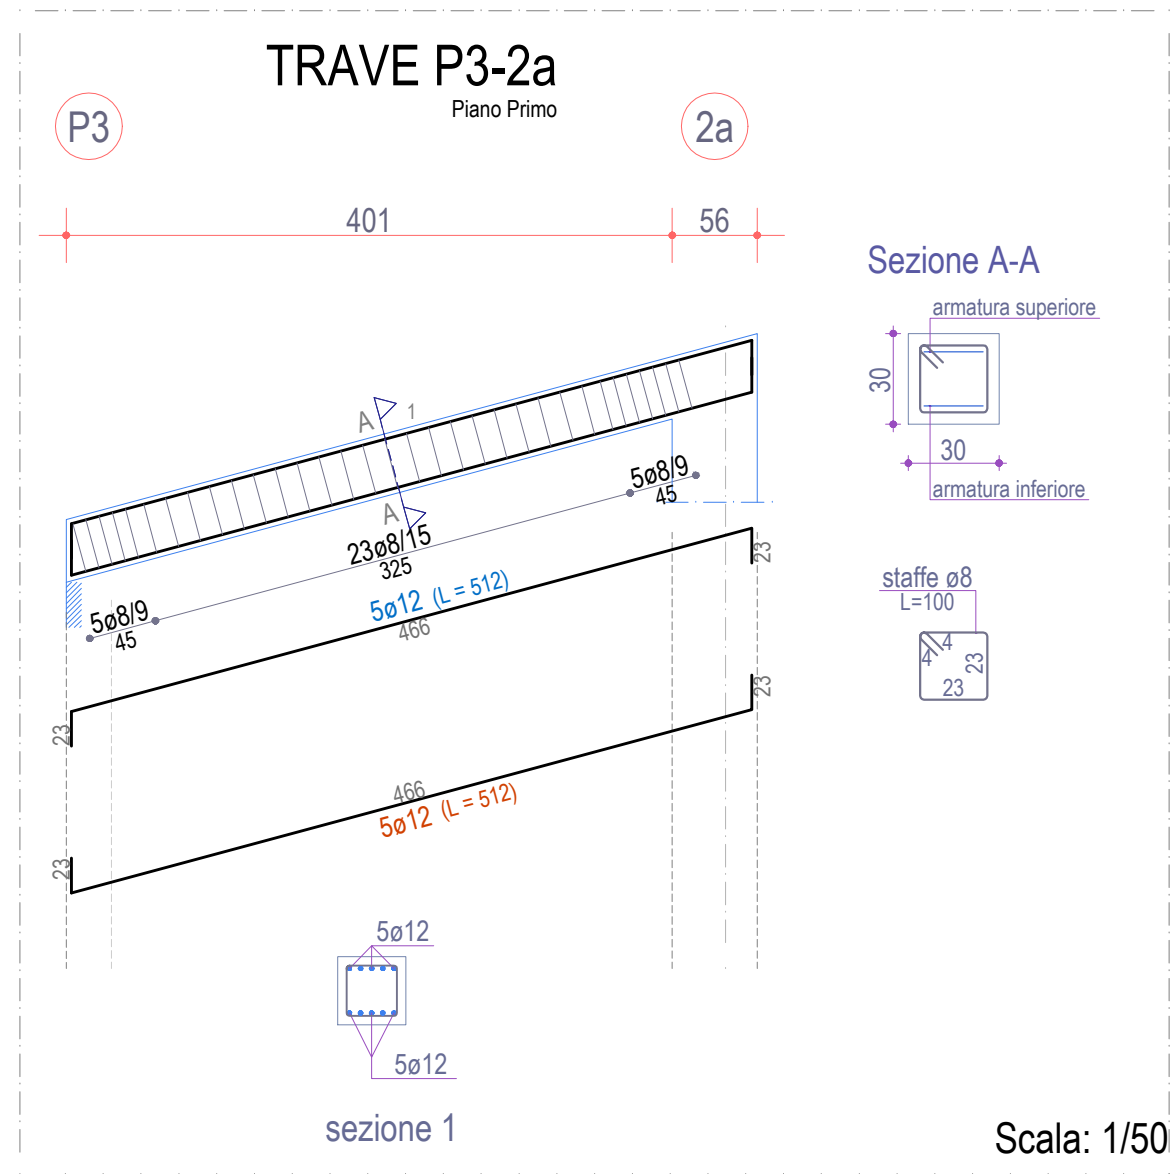 TRAVE P3-2a
Piano Primo
P3
2a
401
56
Sezione A-A
armatura superiore
30
30
armatura inferiore
A
1
A
5ø8/9
45
23ø8/15
325
5ø8/9
45
5ø12 (L = 512)
466
23
23
staffe ø8
L=100
4
4
23
23
23
466
5ø12 (L = 512)
23
5ø12
5ø12
sezione 1
Scala: 1/50